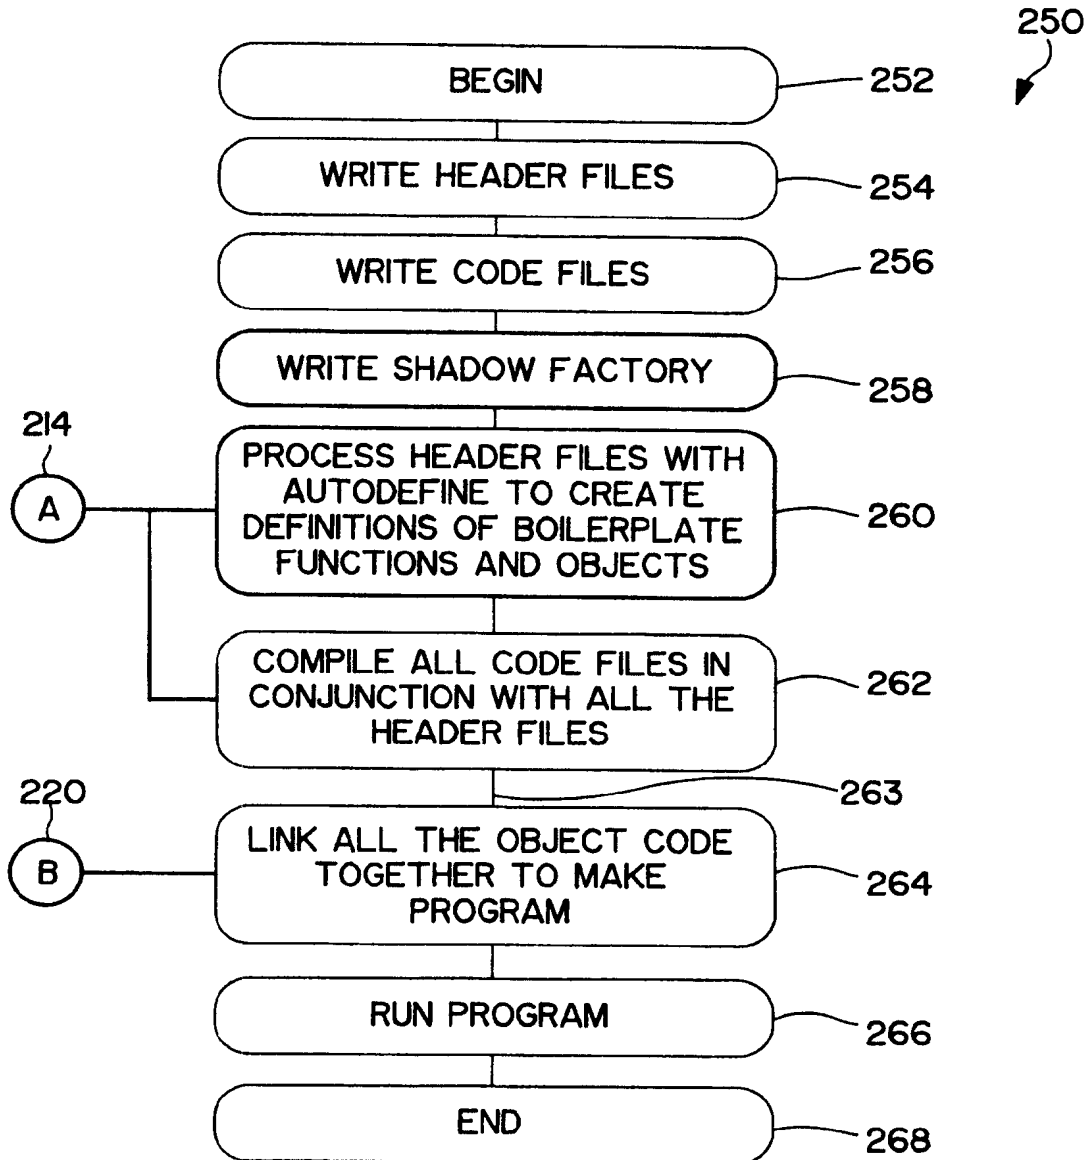 250
BEGIN
252
WRITE HEADER FILES
254
WRITE CODE FILES
256
WRITE SHADOW FACTORY
258
214
A
PROCESS HEADER FILES WITH
AUTODEFINE TO CREATE
DEFINITIONS OF BOILERPLATE
FUNCTIONS AND OBJECTS
260
COMPILE ALL CODE FILES IN
CONJUNCTION WITH ALL THE
HEADER FILES
262
263
220
B
LINK ALL THE OBJECT CODE
TOGETHER TO MAKE
PROGRAM
264
RUN PROGRAM
266
END
268